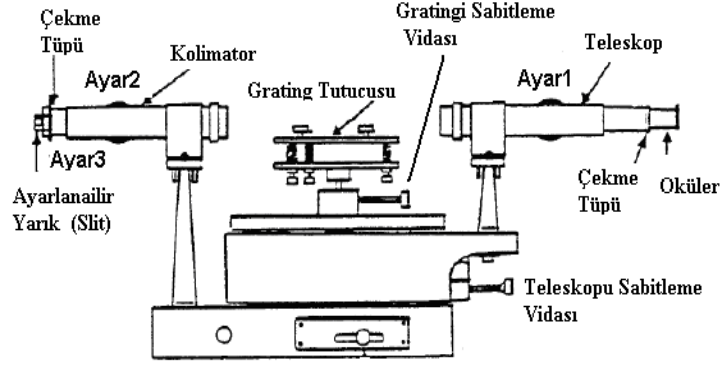 Çekme
Tüpü
Ayar2
Kolimator
Gratingi Sabitleme
Vidası
Grating Tutucusu
Ayar1
Teleskop
Ayar3
Ayarlanailir
Yarık (Slit)
Çekme
Tüpü
Oküler
Teleskopu Sabitleme
Vidası